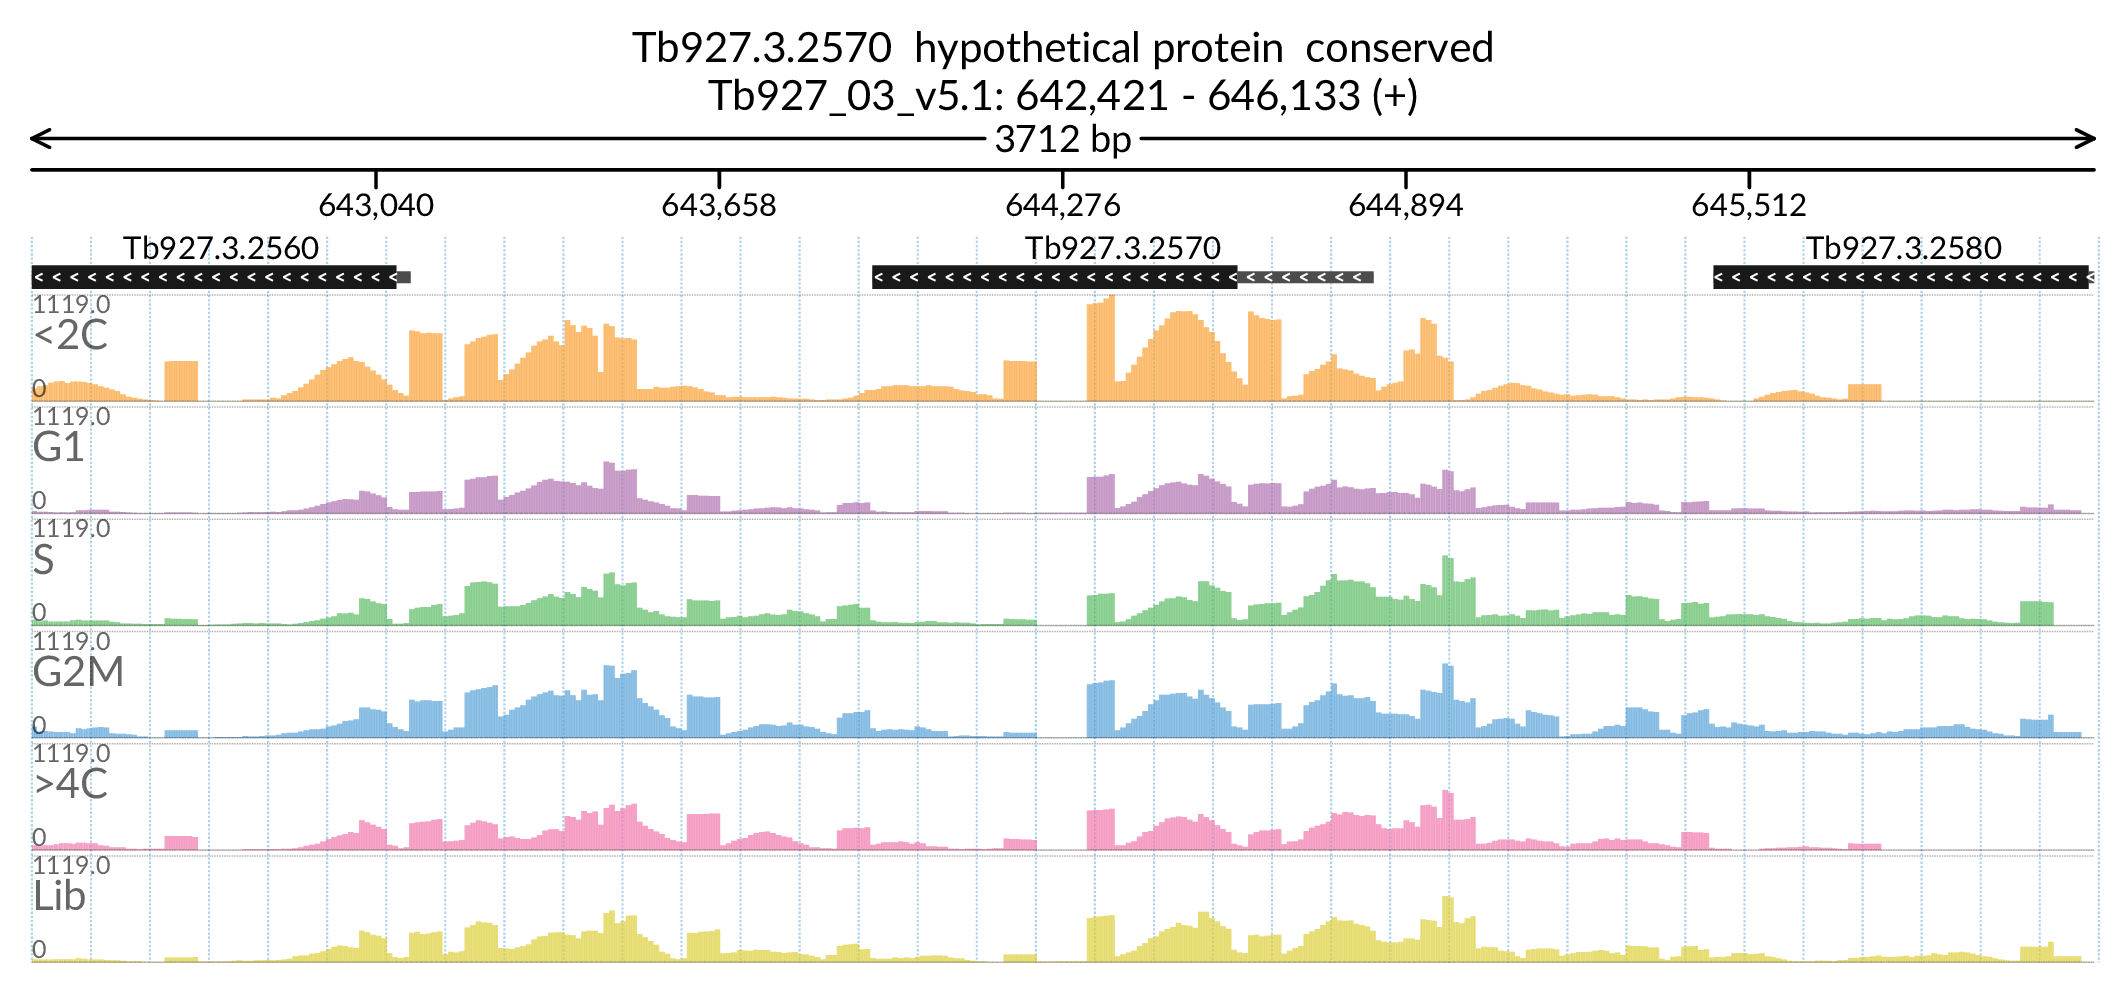 Tb927.3.2570  hypothetical protein  conserved
Tb927_03_v5.1: 642,421 - 646,133 (+)
3712 bp
643,040 643,658 644,276 644,894 645,512
Tb927.3.2560 Tb927.3.2570 Tb927.3.2580
1119.0
<2C
0
1119.0
G1
0
1119.0
S
0
1119.0
G2M
0
1119.0
>4C
0
1119.0
Lib
0